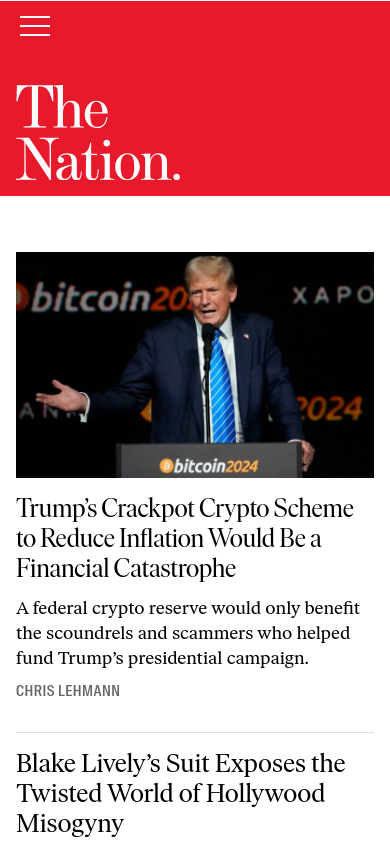 The
Nation.
bitcoin20
XAPO
2024
bitcoin2024
Trump’s Crackpot Crypto Scheme
to Reduce Inflation Would Be a
Financial Catastrophe
A federal crypto reserve would only benefit
the scoundrels and scammers who helped
fund Trump’s presidential campaign.
CHRIS LEHMANN
Blake Lively’s Suit Exposes the
Twisted World of Hollywood
Misogyny